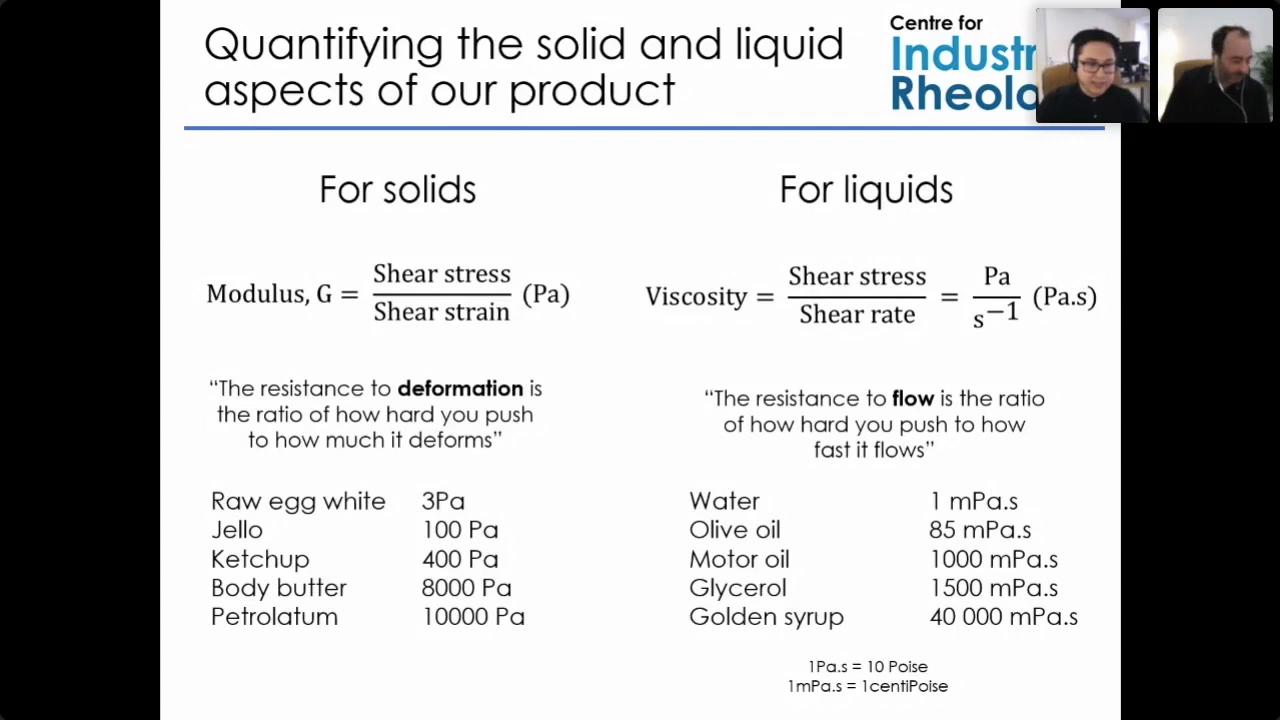 Quantifying the solid and liquid
aspects of our product
Centre for
Industr
Rheolo
For solids
For liquids
Modulus, G = Shear stress / Shear strain (Pa)
Viscosity = Shear stress / Shear rate = Pa / s⁻¹ (Pa.s)
“The resistance to deformation is
the ratio of how hard you push
to how much it deforms”
“The resistance to flow is the ratio
of how hard you push to how
fast it flows”
Raw egg white 3Pa
Jello 100 Pa
Ketchup 400 Pa
Body butter 8000 Pa
Petrolatum 10000 Pa
Water 1 mPa.s
Olive oil 85 mPa.s
Motor oil 1000 mPa.s
Glycerol 1500 mPa.s
Golden syrup 40 000 mPa.s
1Pa.s = 10 Poise
1mPa.s = 1centiPoise